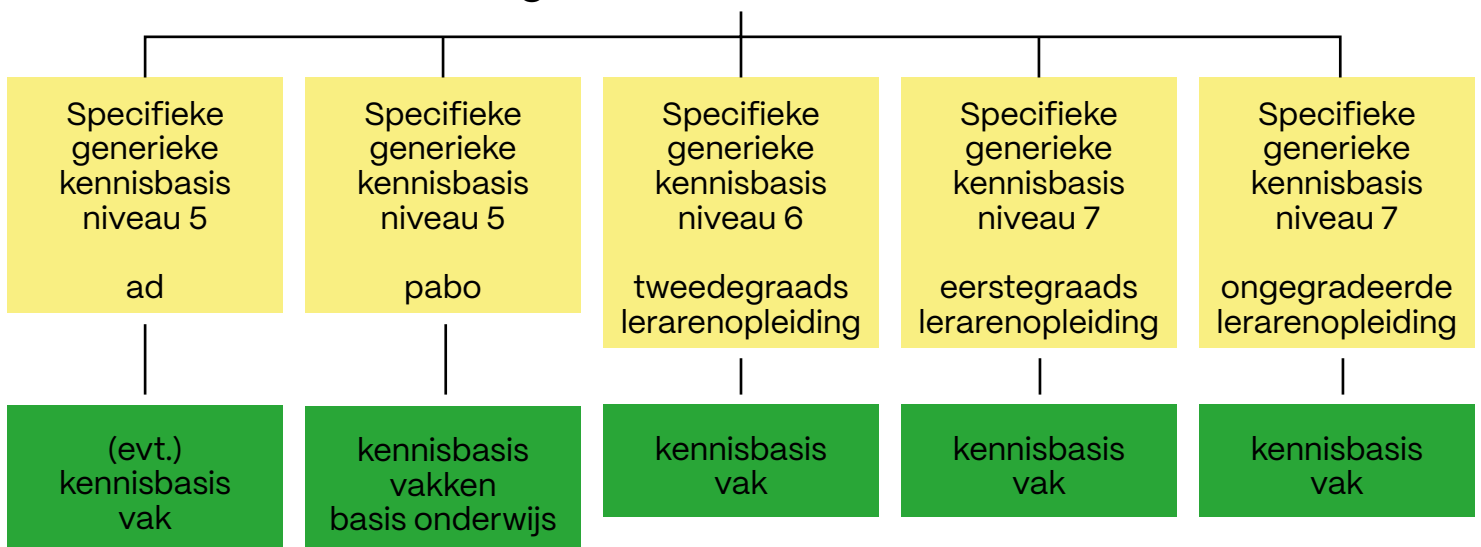 Specifieke
generieke
kennisbasis
niveau 5
ad
Specifieke
generieke
kennisbasis
niveau 5
pabo
Specifieke
generieke
kennisbasis
niveau 6
tweedegraads
lerarenopleiding
Specifieke
generieke
kennisbasis
niveau 7
eerstegraads
lerarenopleiding
Specifieke
generieke
kennisbasis
niveau 7
ongegradeerde
lerarenopleiding
(evt.)
kennisbasis
vak
kennisbasis
vakken
basis onderwijs
kennisbasis
vak
kennisbasis
vak
kennisbasis
vak